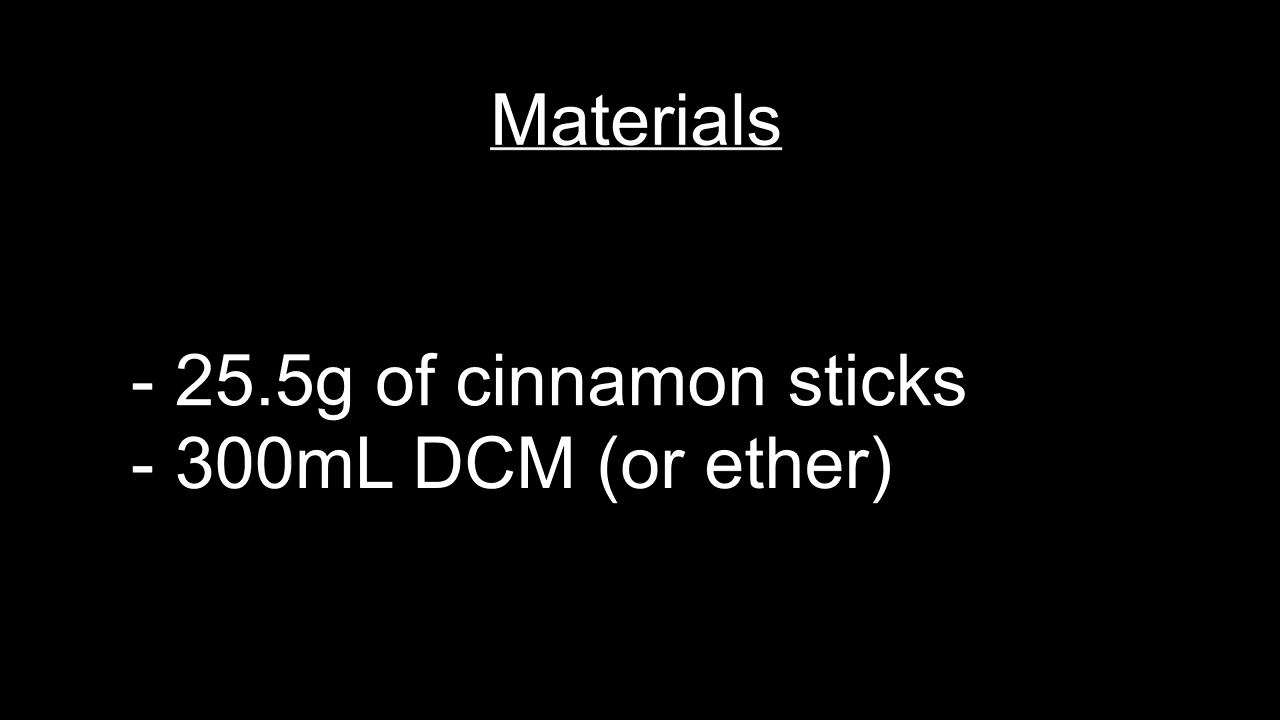 Materials
- 25.5g of cinnamon sticks
- 300mL DCM (or ether)